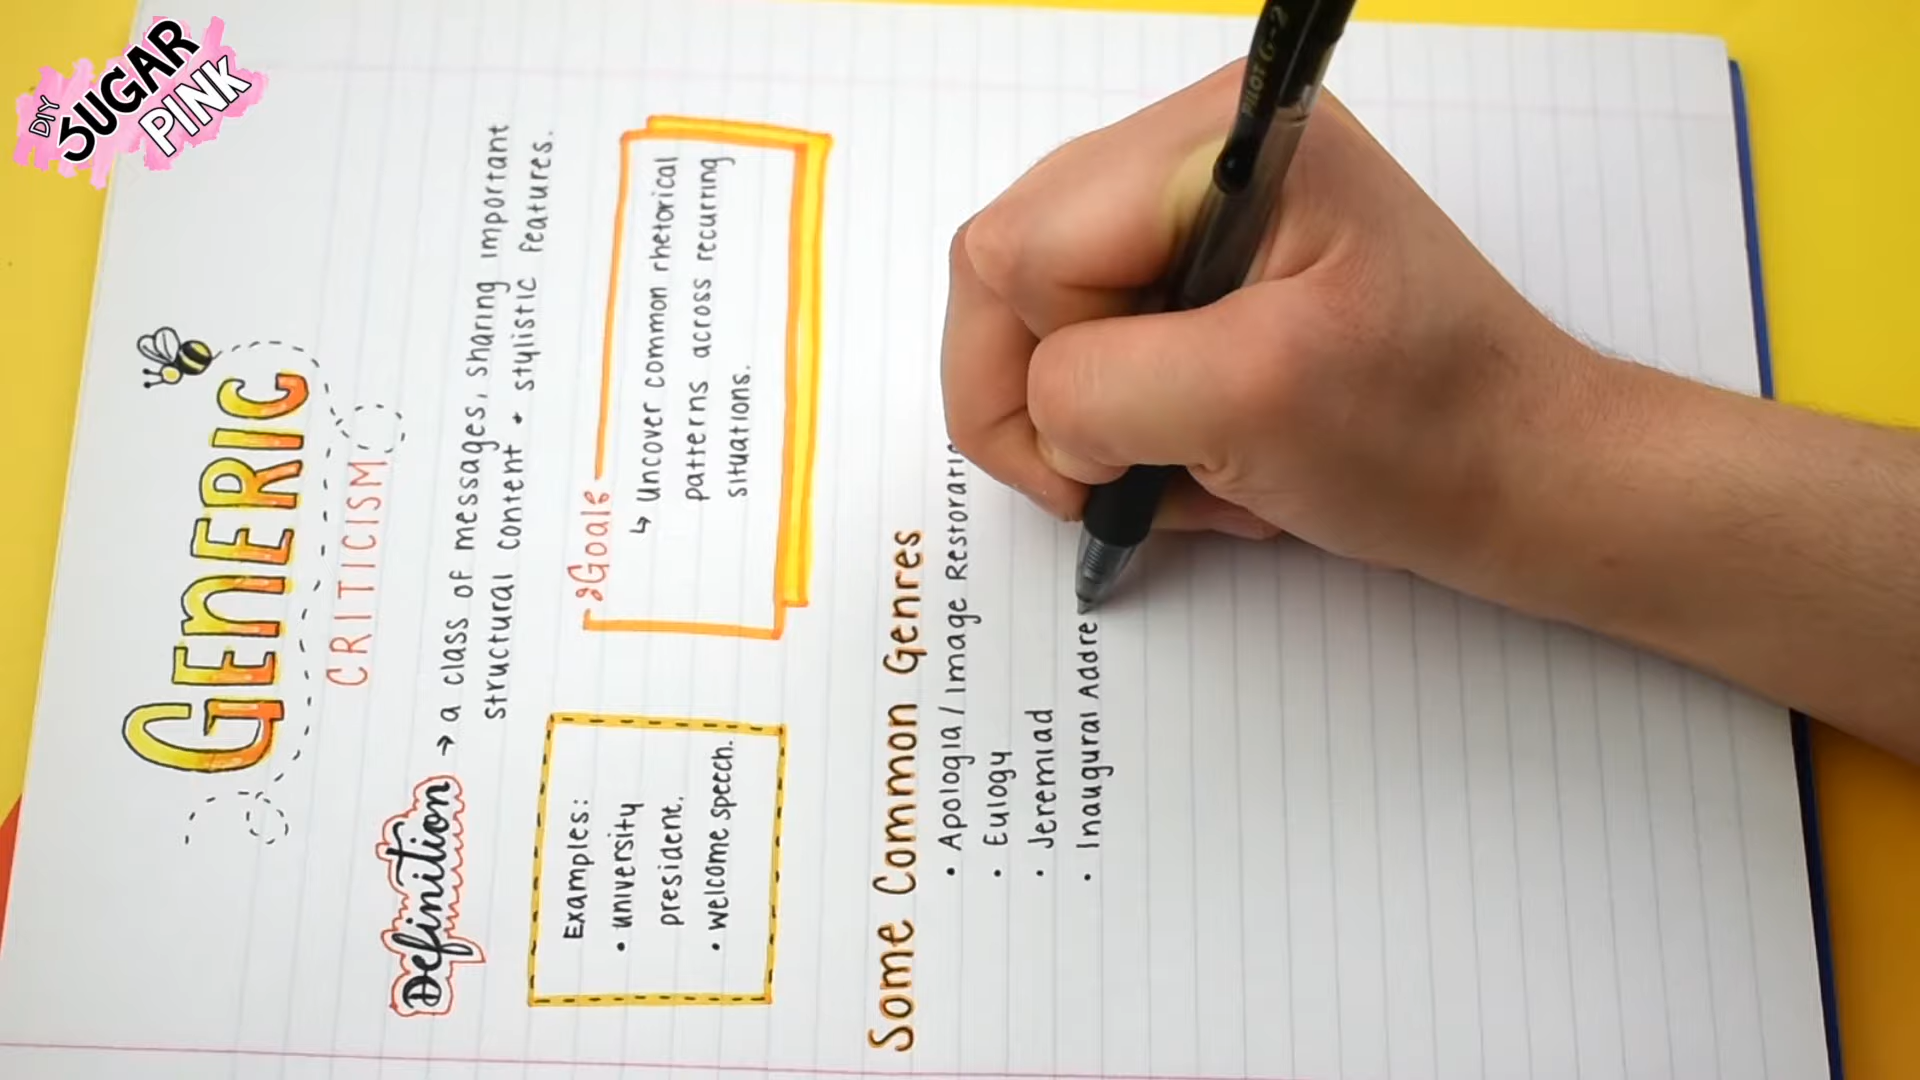 DIY
SUGAR
PINK
GENERIC
CRITICISM
Definition → a class of messages, sharing important
structural content + stylistic features.
Examples:
• university
president.
• welcome speech.
Goal:
↳ Uncover common rhetorical
patterns across recurring
situations.
Some Common Genres
• Apologia / Image Restoratio
• Eulogy
• Jeremiad
• Inaugural Addre
PILOT G-2